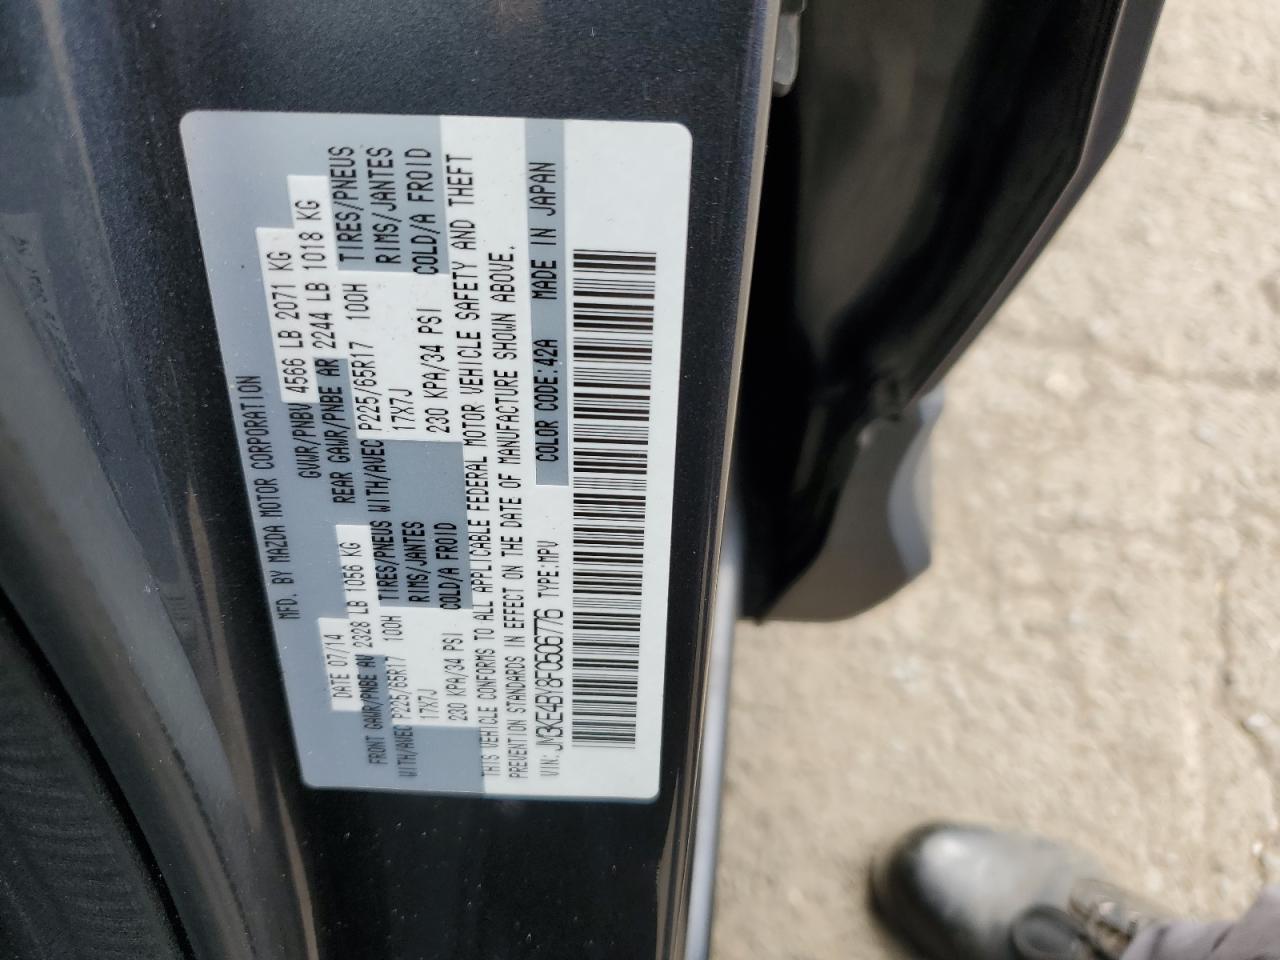 MFD. BY MAZDA MOTOR CORPORATION
DATE 07/14 GVWR/PNBV 4566 LB 2071 KG
FRONT GAWR/PNBE AV 2328 LB 1056 KG REAR GAWR/PNBE AR 2244 LB 1018 KG
WITH/AVEC P225/65R17 100H TIRES/PNEUS WITH/AVEC P225/65R17 100H TIRES/PNEUS
17X7J RIMS/JANTES 17X7J RIMS/JANTES
230 KPA/34 PSI COLD/A FROID 230 KPA/34 PSI COLD/A FROID
THIS VEHICLE CONFORMS TO ALL APPLICABLE FEDERAL MOTOR VEHICLE SAFETY AND THEFT
PREVENTION STANDARDS IN EFFECT ON THE DATE OF MANUFACTURE SHOWN ABOVE.
VIN: JM3KE4BY8F0506776 TYPE:MPV COLOR CODE:42A MADE IN JAPAN